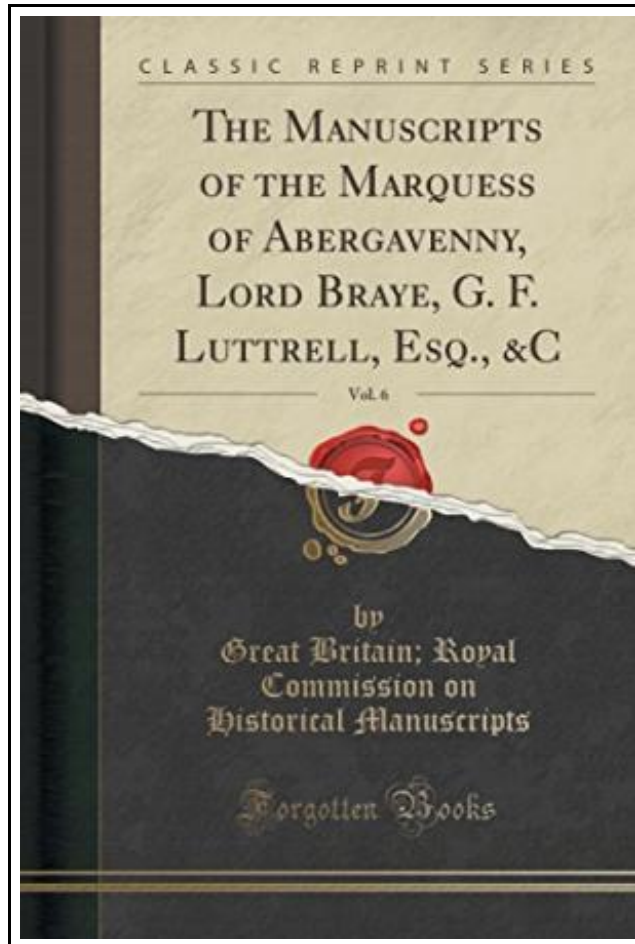 CLASSIC REPRINT SERIES
THE MANUSCRIPTS
OF THE MARQUESS
OF ABERGAVENNY,
LORD BRAYE, G. F.
LUTTRELL, ESQ., &C
Vol. 6
by
Great Britain; Royal
Commission on
Historical Manuscripts
Forgotten Books